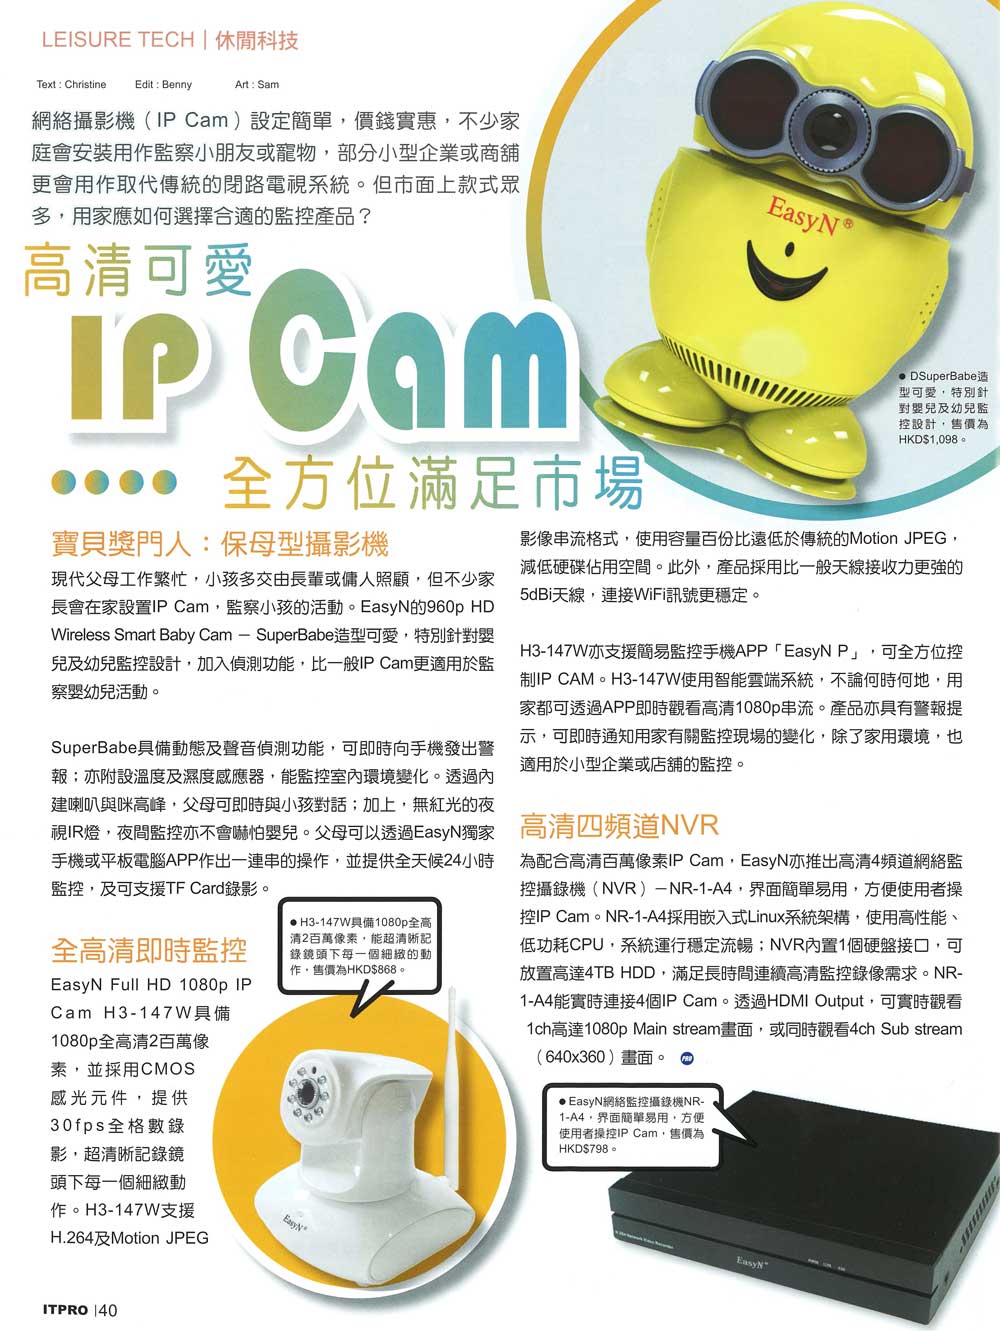 LEISURE TECH｜休閒科技
Text : Christine Edit : Benny Art : Sam
網絡攝影機（IP Cam）設定簡單，價錢實惠，不少家
庭會安裝用作監察小朋友或寵物，部分小型企業或商舖
更會用作取代傳統的閉路電視系統。但市面上款式眾
多，用家應如何選擇合適的監控產品？
EasyN®
高清可愛
IP Cam
全方位滿足市場
●DSuperBabe造
型可愛，特別針
對嬰兒及幼兒監
控設計，售價為
HKD$1,098。
寶貝獎門人：保母型攝影機
現代父母工作繁忙，小孩多交由長輩或傭人照顧，但不少家
長會在家設置IP Cam，監察小孩的活動。EasyN的960p HD
Wireless Smart Baby Cam － SuperBabe造型可愛，特別針對嬰
兒及幼兒監控設計，加入偵測功能，比一般IP Cam更適用於監
察嬰幼兒活動。
SuperBabe具備動態及聲音偵測功能，可即時向手機發出警
報；亦附設溫度及濕度感應器，能監控室內環境變化。透過內
建喇叭與咪高峰，父母可即時與小孩對話；加上，無紅光的夜
視IR燈，夜間監控亦不會嚇怕嬰兒。父母可以透過EasyN獨家
手機或平板電腦APP作出一連串的操作，並提供全天候24小時
監控，及可支援TF Card錄影。
全高清即時監控
EasyN Full HD 1080p IP
Cam H3-147W具備
1080p全高清2百萬像
素，並採用CMOS
感光元件，提供
30fps全格數錄
影，超清晰記錄鏡
頭下每一個細緻動
作。H3-147W支援
H.264及Motion JPEG
●H3-147W具備1080p全高
清2百萬像素，能超清晰記
錄鏡頭下每一個細緻的動
作，售價為HKD$868。
EasyN®
影像串流格式，使用容量百份比遠低於傳統的Motion JPEG，
減低硬碟佔用空間。此外，產品採用比一般天線接收力更強的
5dBi天線，連接WiFi訊號更穩定。
H3-147W亦支援簡易監控手機APP「EasyN P」，可全方位控
制IP CAM。H3-147W使用智能雲端系統，不論何時何地，用
家都可透過APP即時觀看高清1080p串流。產品亦具有警報提
示，可即時通知用家有關監控現場的變化，除了家用環境，也
適用於小型企業或店舖的監控。
高清四頻道NVR
為配合高清百萬像素IP Cam，EasyN亦推出高清4頻道網絡監
控攝錄機（NVR）－NR-1-A4，界面簡單易用，方便使用者操
控IP Cam。NR-1-A4採用嵌入式Linux系統架構，使用高性能、
低功耗CPU，系統運行穩定流暢；NVR內置1個硬盤接口，可
放置高達4TB HDD，滿足長時間連續高清監控錄像需求。NR-
1-A4能實時連接4個IP Cam。透過HDMI Output，可實時觀看
1ch高達1080p Main stream畫面，或同時觀看4ch Sub stream
（640x360）畫面。 PRO
●EasyN網絡監控攝錄機NR-
1-A4，界面簡單易用，方便
使用者操控IP Cam，售價為
HKD$798。
H.264 Network Video Recorder
EasyN®
ITPRO |40